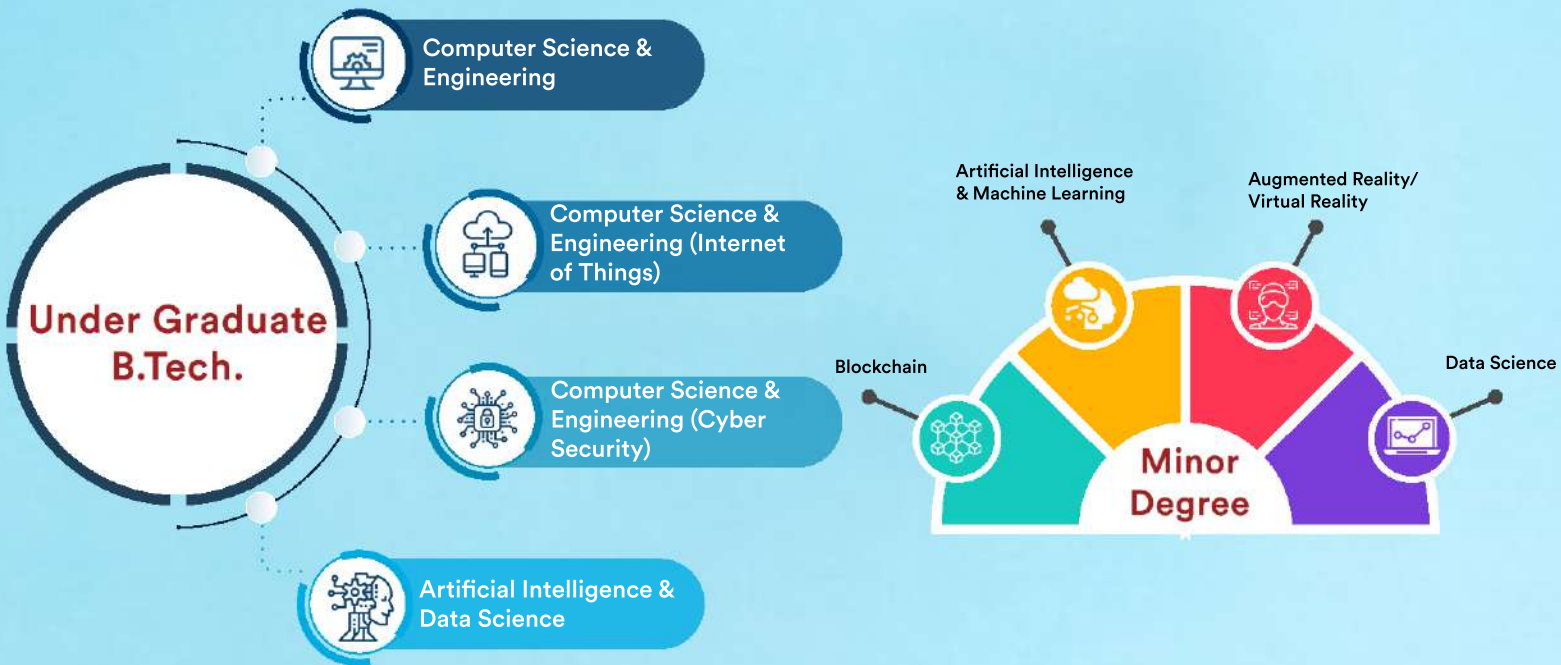 Computer Science &
Engineering
Computer Science &
Engineering (Internet
of Things)
Under Graduate
B.Tech.
Computer Science &
Engineering (Cyber
Security)
Artificial Intelligence &
Data Science
Artificial Intelligence
& Machine Learning
Augmented Reality/
Virtual Reality
Blockchain
Data Science
Minor
Degree